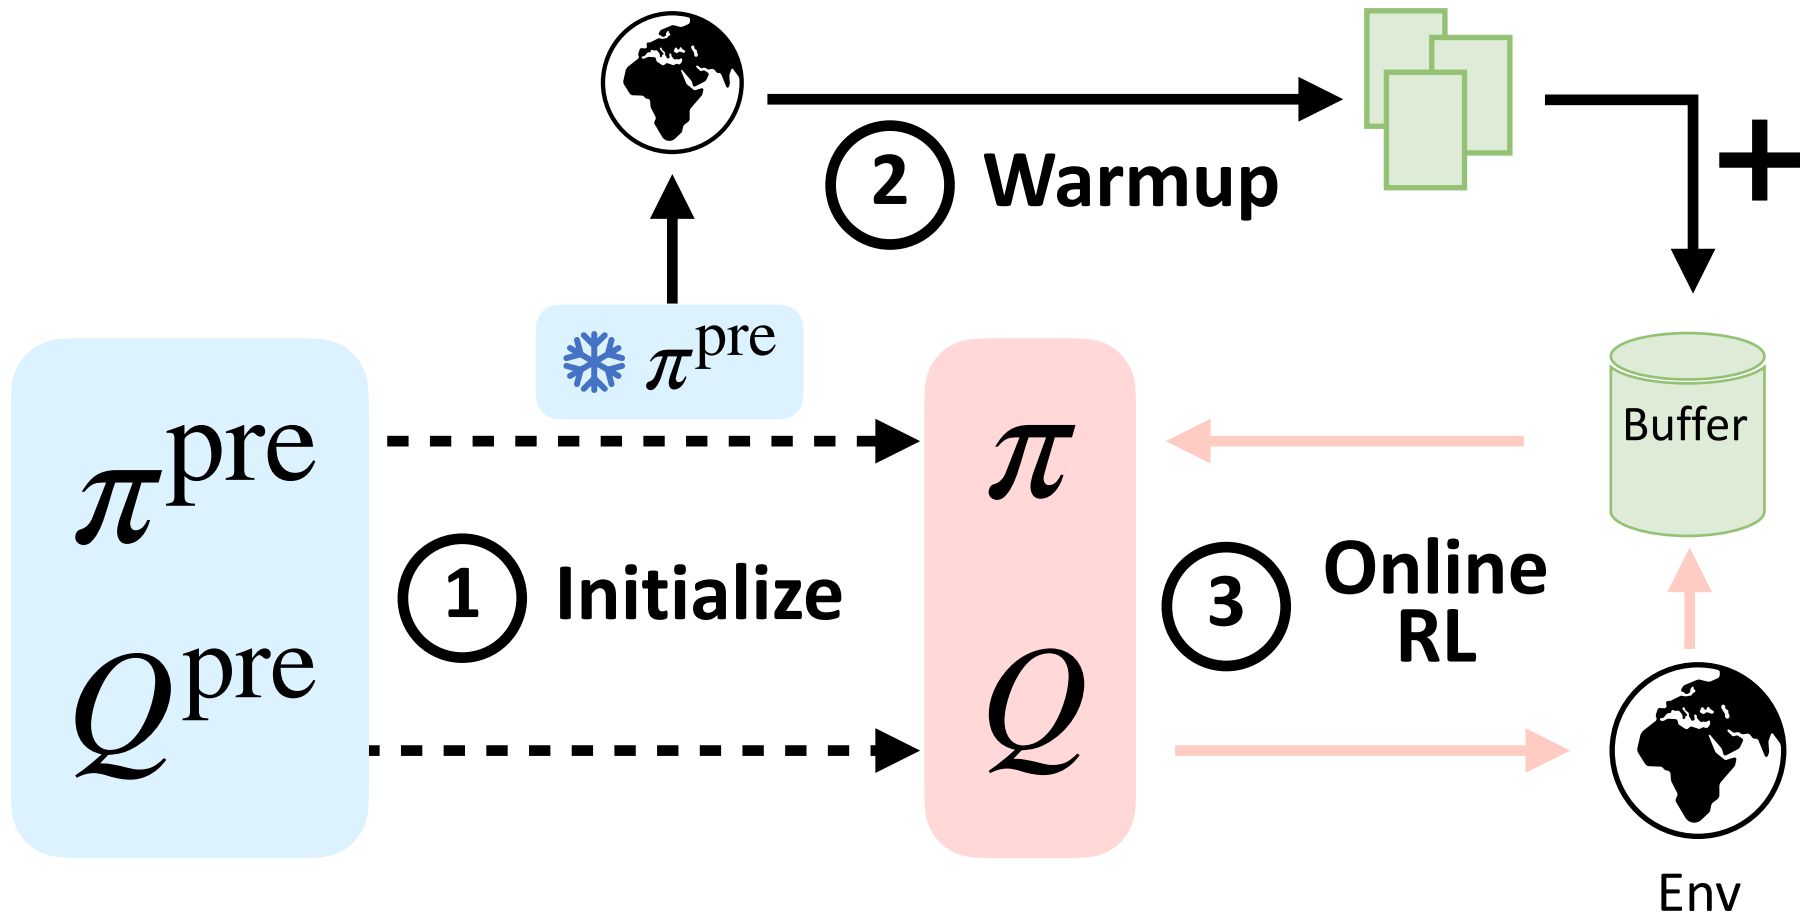 2 Warmup
+
π^pre
π^pre
Q^pre
1 Initialize
π
Q
3 Online
RL
Buffer
Env